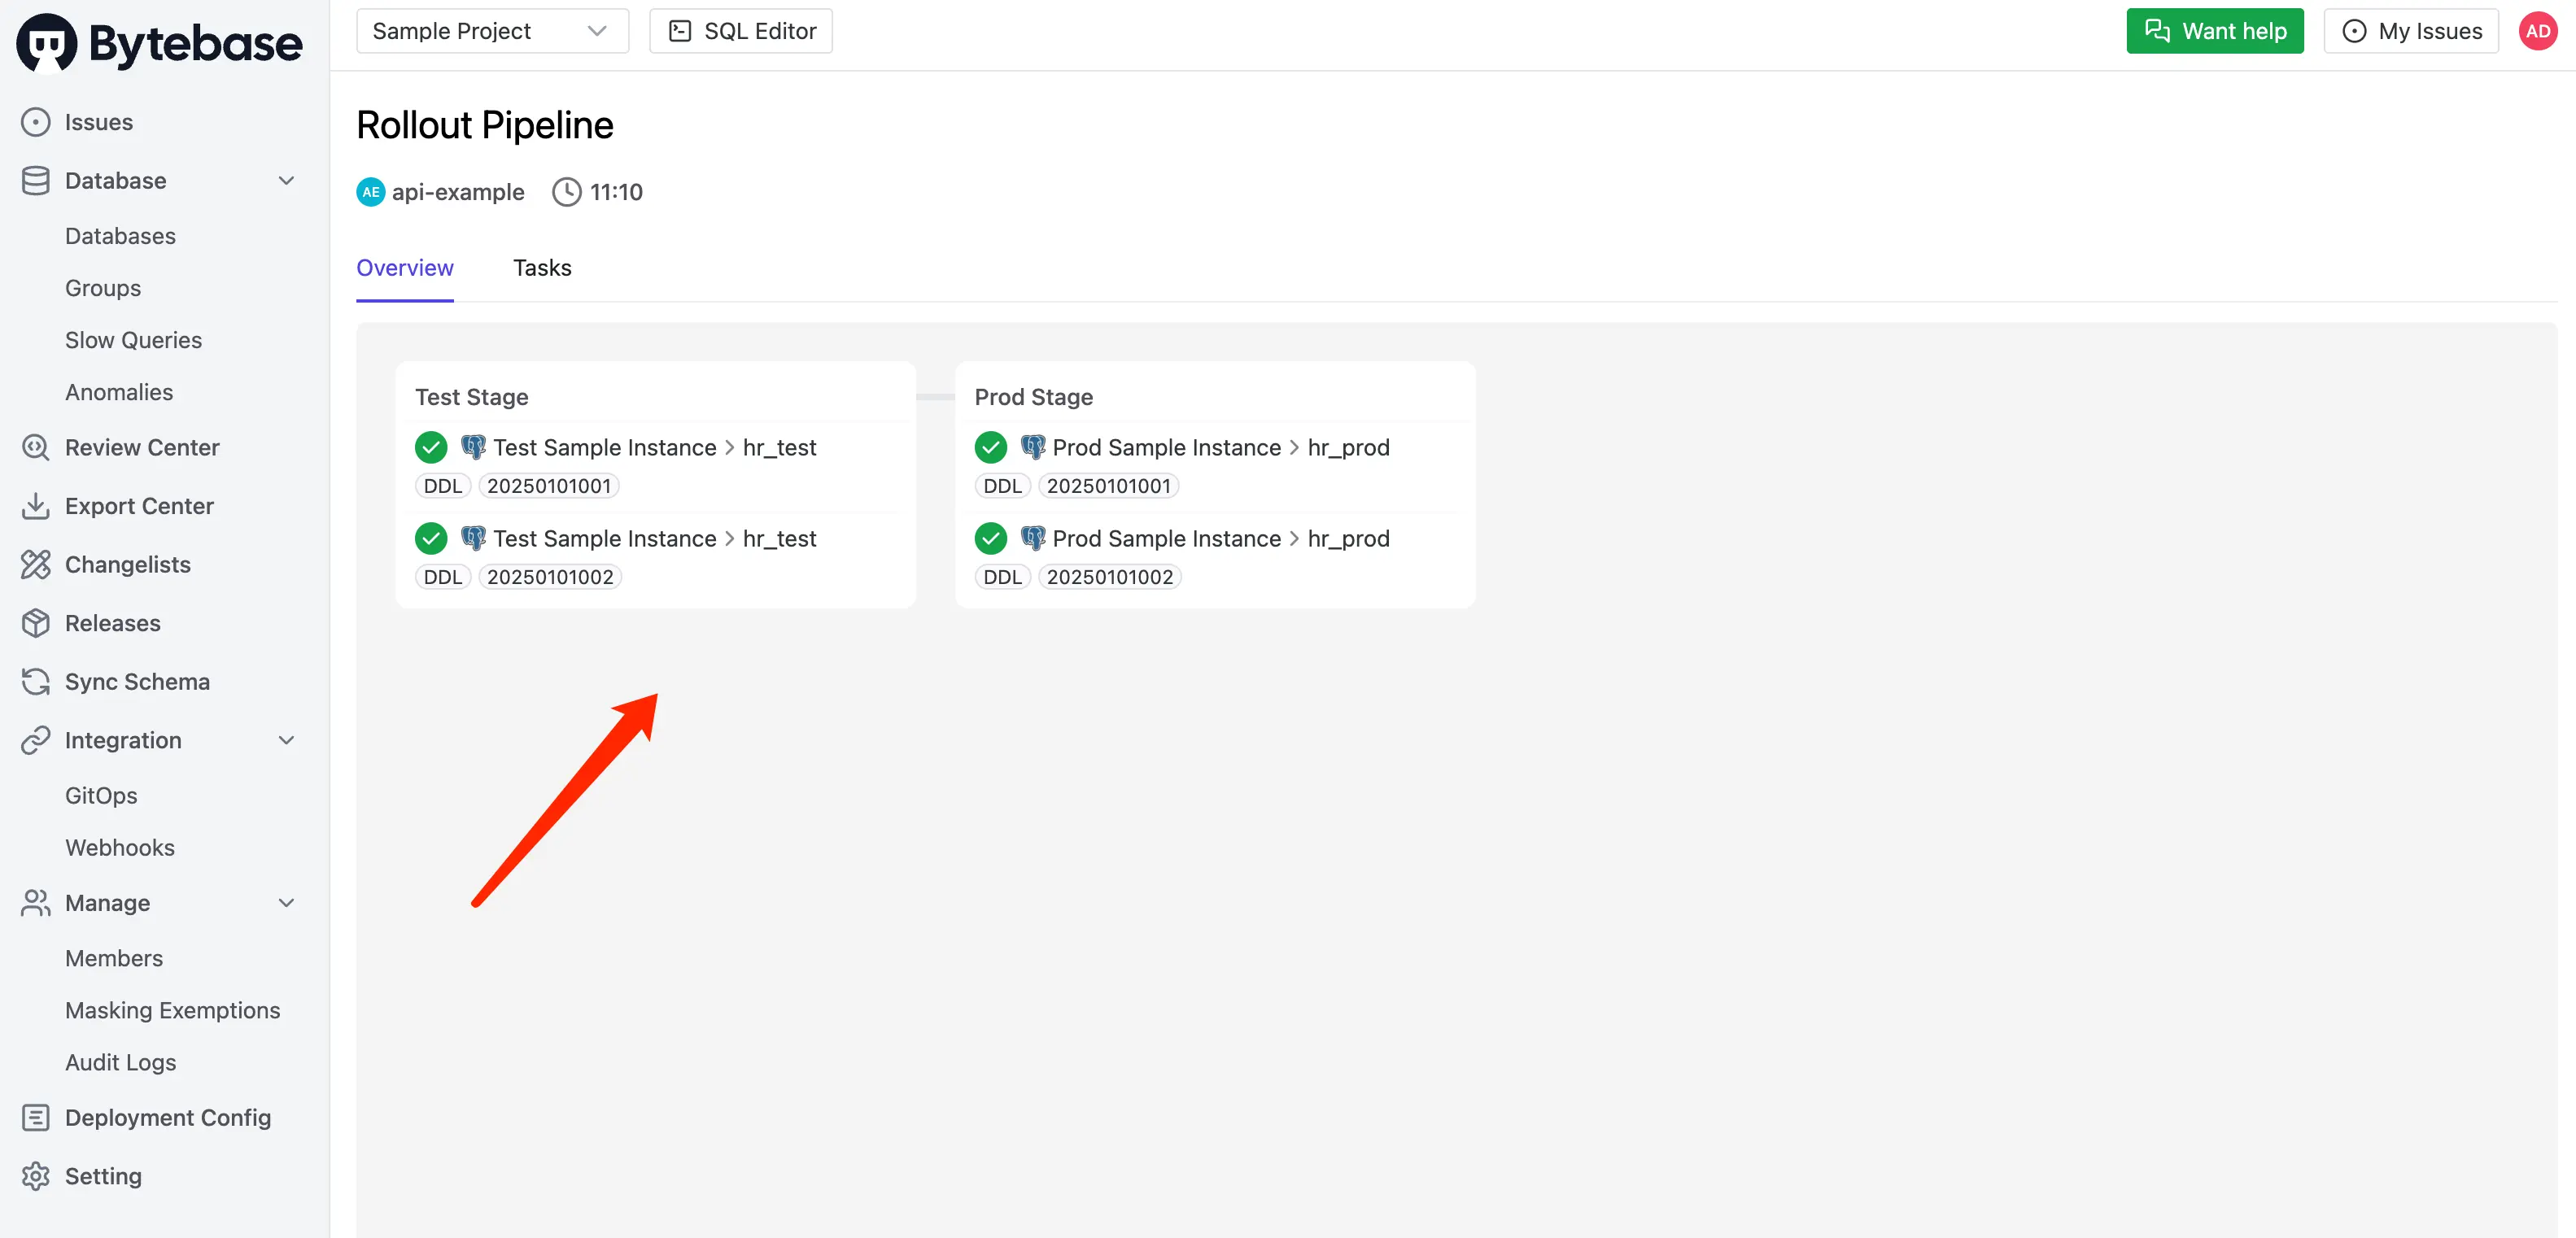 Bytebase
Sample Project
SQL Editor
Want help
My Issues
AD
Issues
Database
Databases
Groups
Slow Queries
Anomalies
Review Center
Export Center
Changelists
Releases
Sync Schema
Integration
GitOps
Webhooks
Manage
Members
Masking Exemptions
Audit Logs
Deployment Config
Setting
Rollout Pipeline
AE api-example 11:10
Overview Tasks
Test Stage
Test Sample Instance > hr_test
DDL 20250101001
Test Sample Instance > hr_test
DDL 20250101002
Prod Stage
Prod Sample Instance > hr_prod
DDL 20250101001
Prod Sample Instance > hr_prod
DDL 20250101002